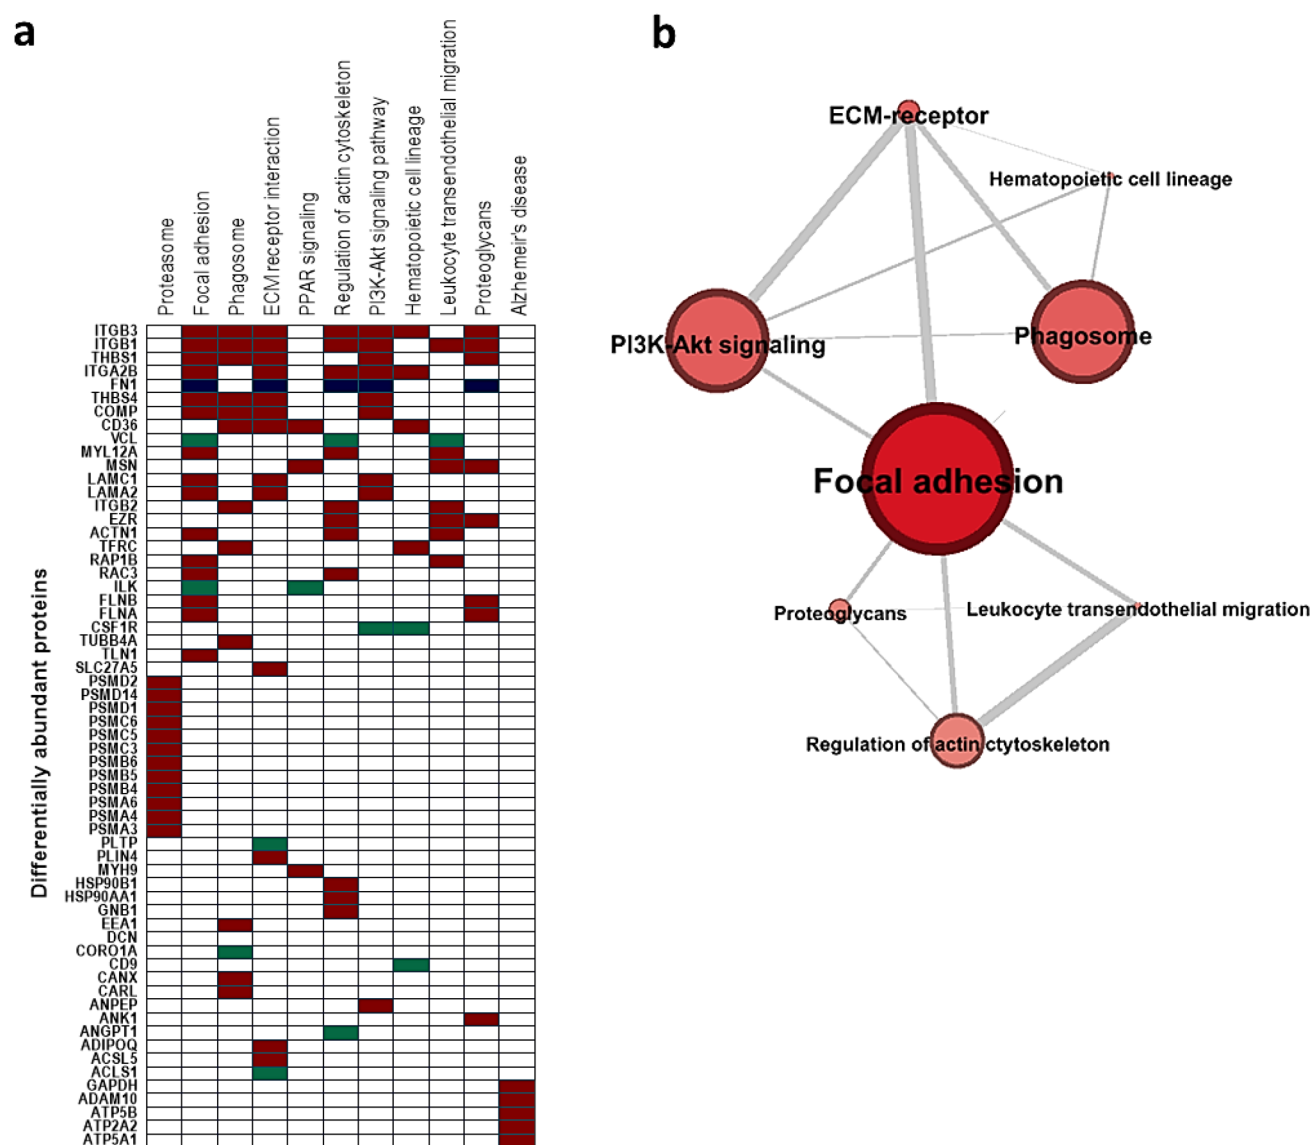 a
Proteasome
Focal adhesion
Phagosome
ECM receptor interaction
PPAR signaling
Regulation of actin cytoskeleton
PI3K-Akt signaling pathway
Hematopoietic cell lineage
Leukocyte transendothelial migration
Proteoglycans
Alzhemeir's disease
Differentially abundant proteins
ITGB3
ITGB1
THBS1
ITGA2B
FN1
THBS4
COMP
CD36
VCL
MYL12A
MSN
LAMC1
LAMA2
ITGB2
EZR
ACTN1
TFRC
RAP1B
RAC3
ILK
FLNB
FLNA
CSF1R
TUBB4A
TLN1
SLC27A5
PSMD2
PSMD14
PSMD1
PSMC6
PSMC5
PSMC3
PSMB6
PSMB5
PSMB4
PSMA6
PSMA4
PSMA3
PLTP
PLIN4
MYH9
HSP90B1
HSP90AA1
GNB1
EEA1
DCN
CORO1A
CD9
CANX
CARL
ANPEP
ANK1
ANGPT1
ADIPOQ
ACSL5
ACLS1
GAPDH
ADAM10
ATP5B
ATP2A2
ATP5A1
b
ECM-receptor
Hematopoietic cell lineage
PI3K-Akt signaling
Phagosome
Focal adhesion
Proteoglycans
Leukocyte transendothelial migration
Regulation of actin ctytoskeleton